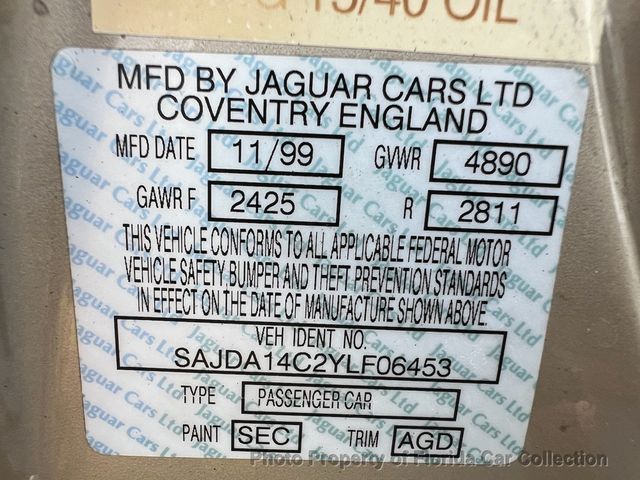 15/40 OIL
MFD BY JAGUAR CARS LTD
COVENTRY ENGLAND
MFD DATE 11/99 GVWR 4890
GAWR F 2425 R 2811
THIS VEHICLE CONFORMS TO ALL APPLICABLE FEDERAL MOTOR
VEHICLE SAFETY, BUMPER AND THEFT PREVENTION STANDARDS
IN EFFECT ON THE DATE OF MANUFACTURE SHOWN ABOVE.
VEH IDENT NO.
SAJDA14C2YLF06453
TYPE PASSENGER CAR
PAINT SEC TRIM AGD
Photo Property of Florida Car Collection